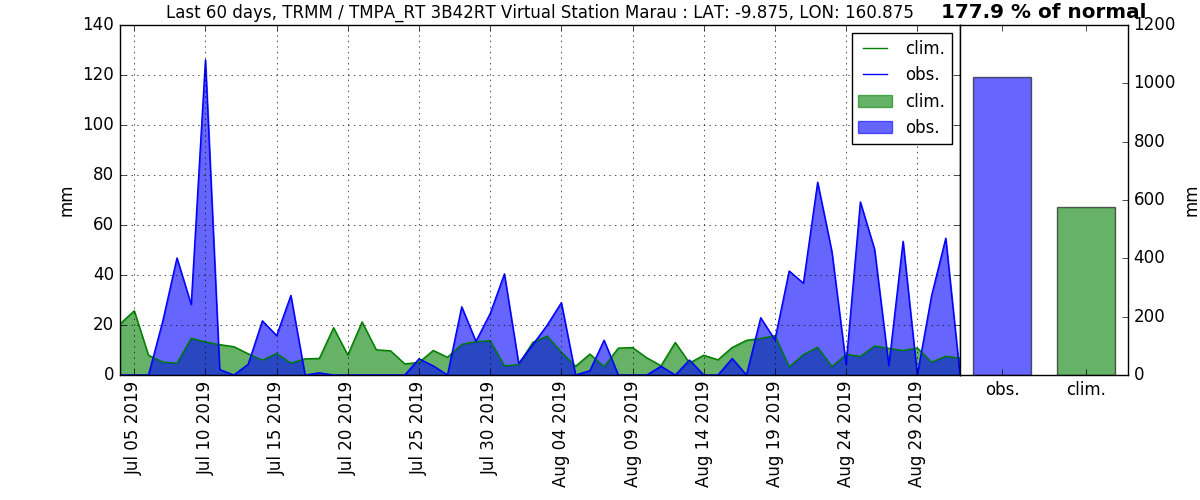 Last 60 days, TRMM / TMPA_RT 3B42RT Virtual Station Marau : LAT: -9.875, LON: 160.875
177.9 % of normal
140
120
100
80
60
40
20
0
mm
clim.
obs.
clim.
obs.
1200
1000
800
600
400
200
0
mm
Jul 05 2019
Jul 10 2019
Jul 15 2019
Jul 20 2019
Jul 25 2019
Jul 30 2019
Aug 04 2019
Aug 09 2019
Aug 14 2019
Aug 19 2019
Aug 24 2019
Aug 29 2019
obs.
clim.